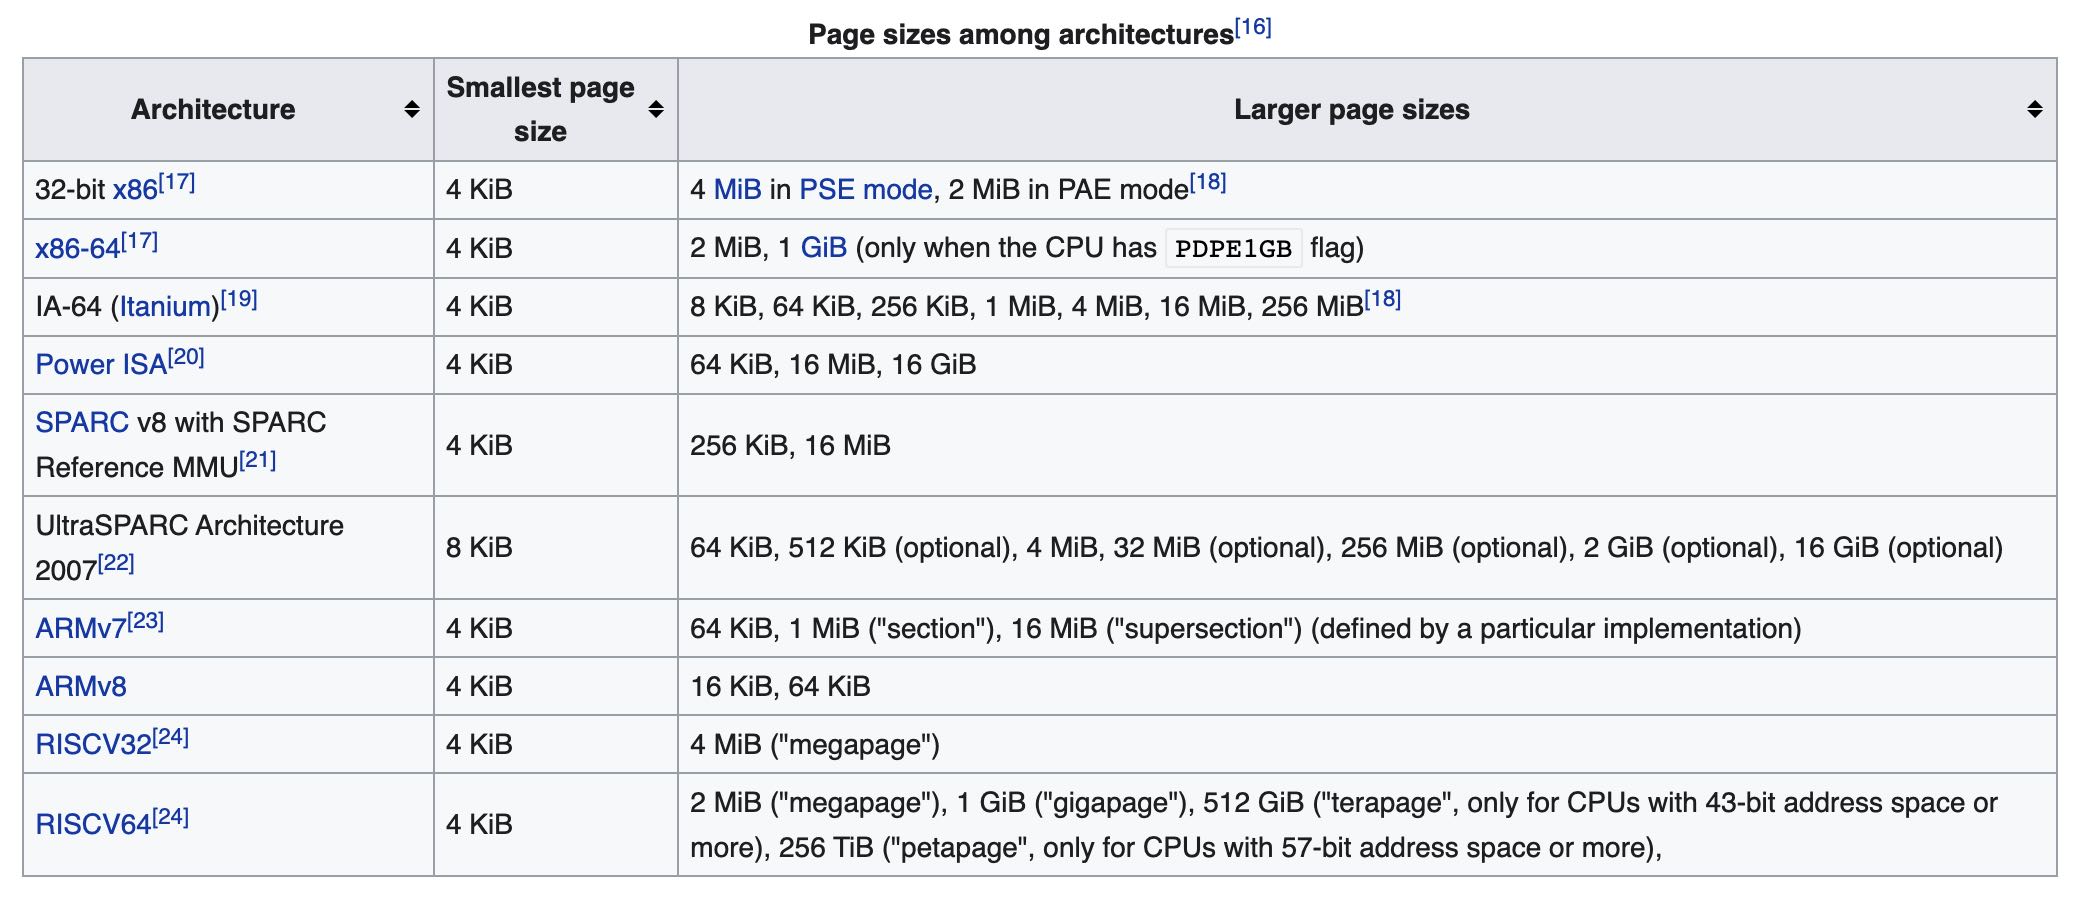 Page sizes among architectures[16]
Architecture
Smallest page
size
Larger page sizes
32-bit x86[17]
4 KiB
4 MiB in PSE mode, 2 MiB in PAE mode[18]
x86-64[17]
4 KiB
2 MiB, 1 GiB (only when the CPU has PDPE1GB flag)
IA-64 (Itanium)[19]
4 KiB
8 KiB, 64 KiB, 256 KiB, 1 MiB, 4 MiB, 16 MiB, 256 MiB[18]
Power ISA[20]
4 KiB
64 KiB, 16 MiB, 16 GiB
SPARC v8 with SPARC
Reference MMU[21]
4 KiB
256 KiB, 16 MiB
UltraSPARC Architecture
2007[22]
8 KiB
64 KiB, 512 KiB (optional), 4 MiB, 32 MiB (optional), 256 MiB (optional), 2 GiB (optional), 16 GiB (optional)
ARMv7[23]
4 KiB
64 KiB, 1 MiB ("section"), 16 MiB ("supersection") (defined by a particular implementation)
ARMv8
4 KiB
16 KiB, 64 KiB
RISCV32[24]
4 KiB
4 MiB ("megapage")
RISCV64[24]
4 KiB
2 MiB ("megapage"), 1 GiB ("gigapage"), 512 GiB ("terapage", only for CPUs with 43-bit address space or
more), 256 TiB ("petapage", only for CPUs with 57-bit address space or more),